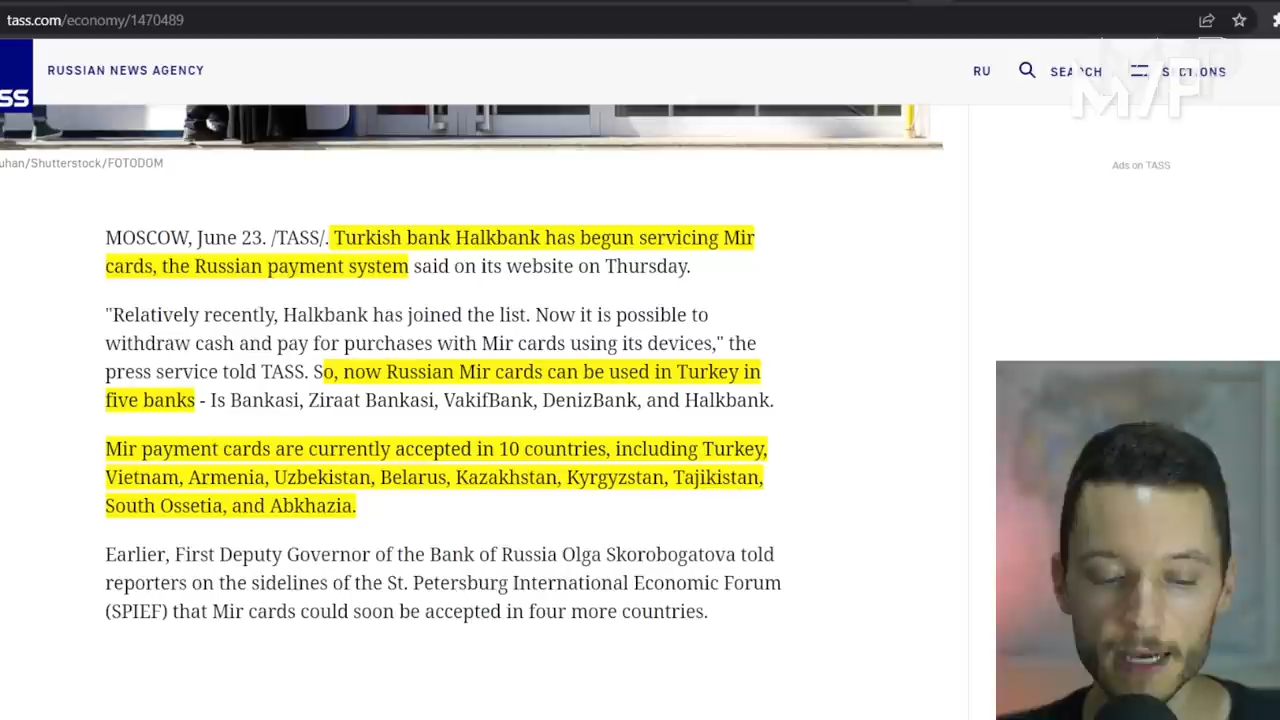 tass.com/economy/1470489
SS
RUSSIAN NEWS AGENCY
RU
SEARCH
SECTIONS
M/P
uhan/Shutterstock/FOTODOM
Ads on TASS
MOSCOW, June 23. /TASS/. Turkish bank Halkbank has begun servicing Mir
cards, the Russian payment system said on its website on Thursday.
"Relatively recently, Halkbank has joined the list. Now it is possible to
withdraw cash and pay for purchases with Mir cards using its devices," the
press service told TASS. So, now Russian Mir cards can be used in Turkey in
five banks - Is Bankasi, Ziraat Bankasi, VakifBank, DenizBank, and Halkbank.
Mir payment cards are currently accepted in 10 countries, including Turkey,
Vietnam, Armenia, Uzbekistan, Belarus, Kazakhstan, Kyrgyzstan, Tajikistan,
South Ossetia, and Abkhazia.
Earlier, First Deputy Governor of the Bank of Russia Olga Skorobogatova told
reporters on the sidelines of the St. Petersburg International Economic Forum
(SPIEF) that Mir cards could soon be accepted in four more countries.